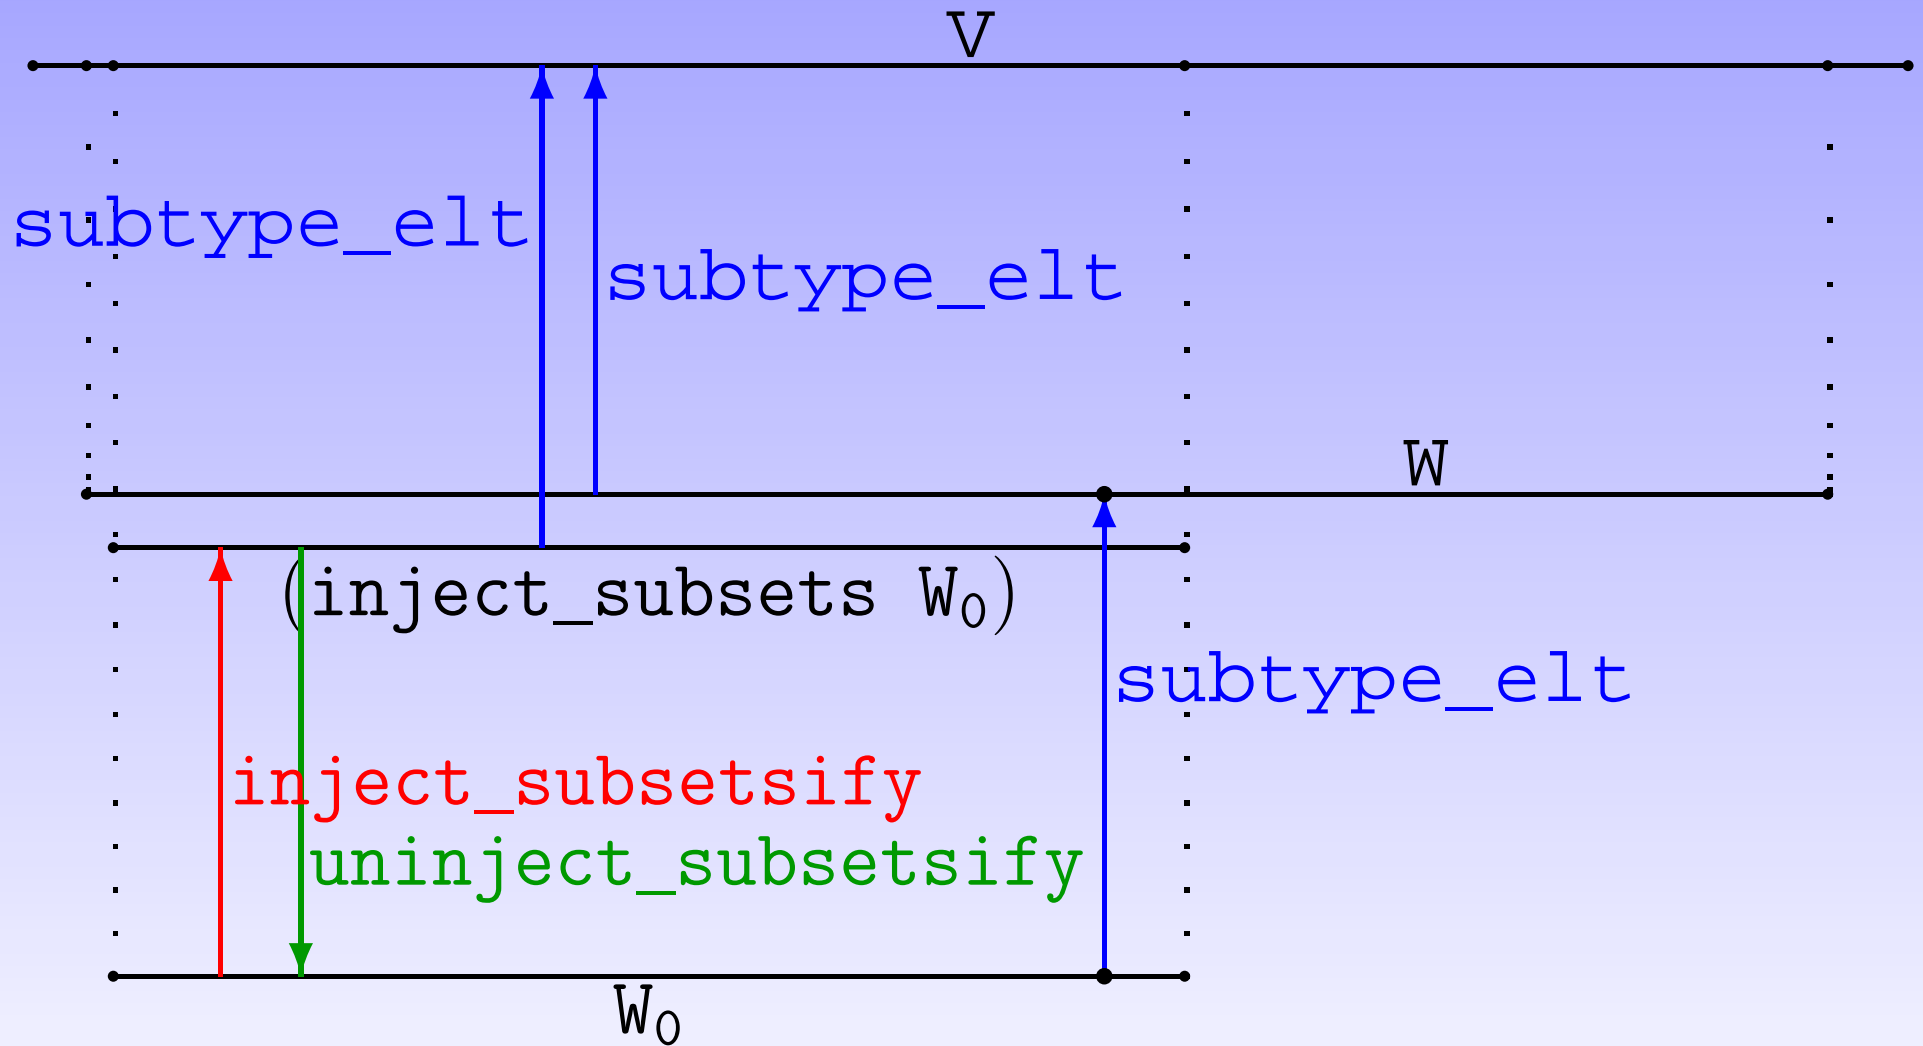 V
subtype_elt
subtype_elt
W
(inject_subsets W₀)
subtype_elt
inject_subsetsify
uninject_subsetsify
W₀